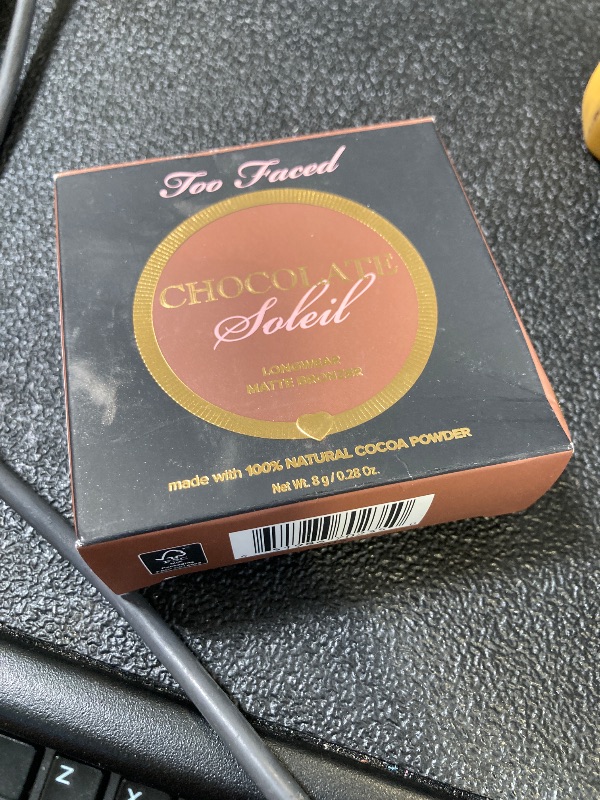 Too Faced
CHOCOLATE
Soleil
LONGWEAR
MATTE BRONZER
made with 100% NATURAL COCOA POWDER
Net Wt. 8 g / 0.28 Oz.
Z
X